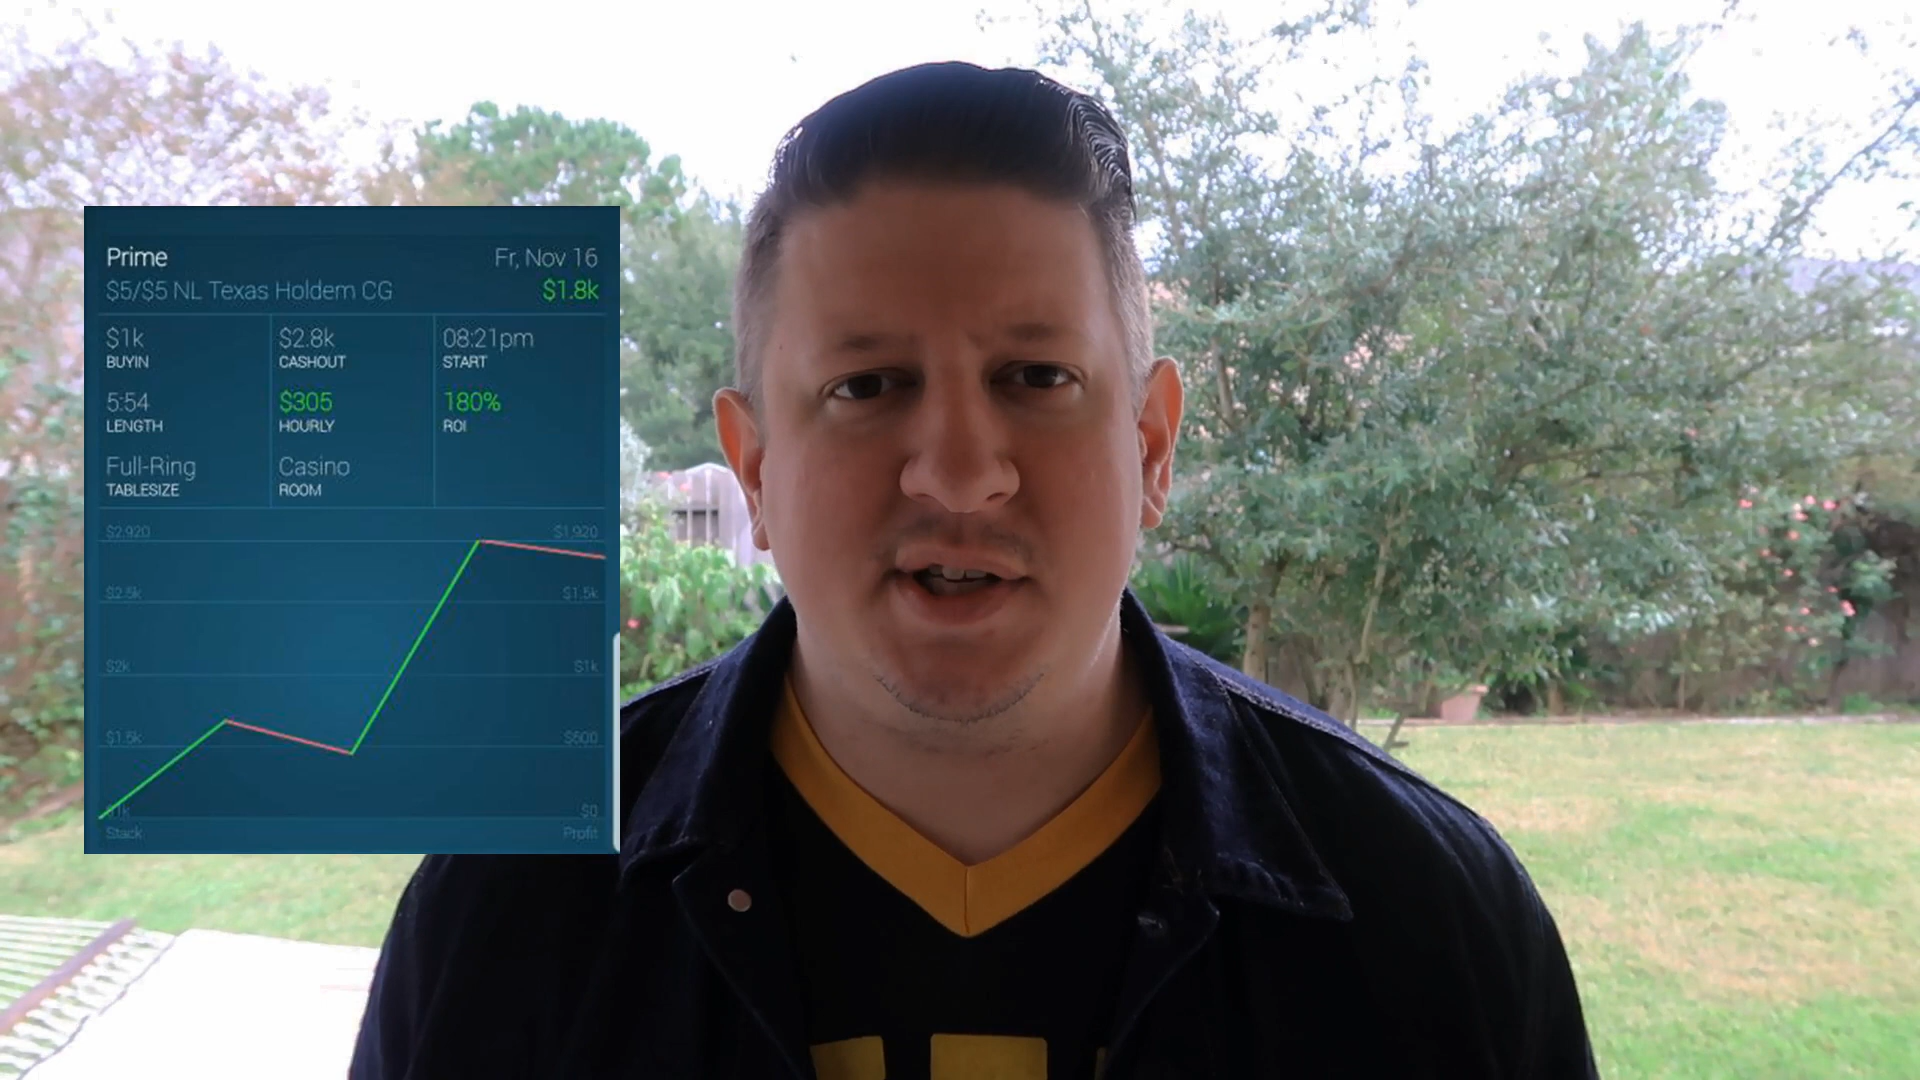 Prime Fr, Nov 16
$5/$5 NL Texas Holdem CG $1.8k
$1k $2.8k 08:21pm
BUYIN CASHOUT START
5:54 $305 180%
LENGTH HOURLY ROI
Full-Ring Casino
TABLESIZE ROOM
$2,920 $1,920
$2.5k $1.5k
$2k $1k
$1.5k $500
$1k $0
Stack Profit